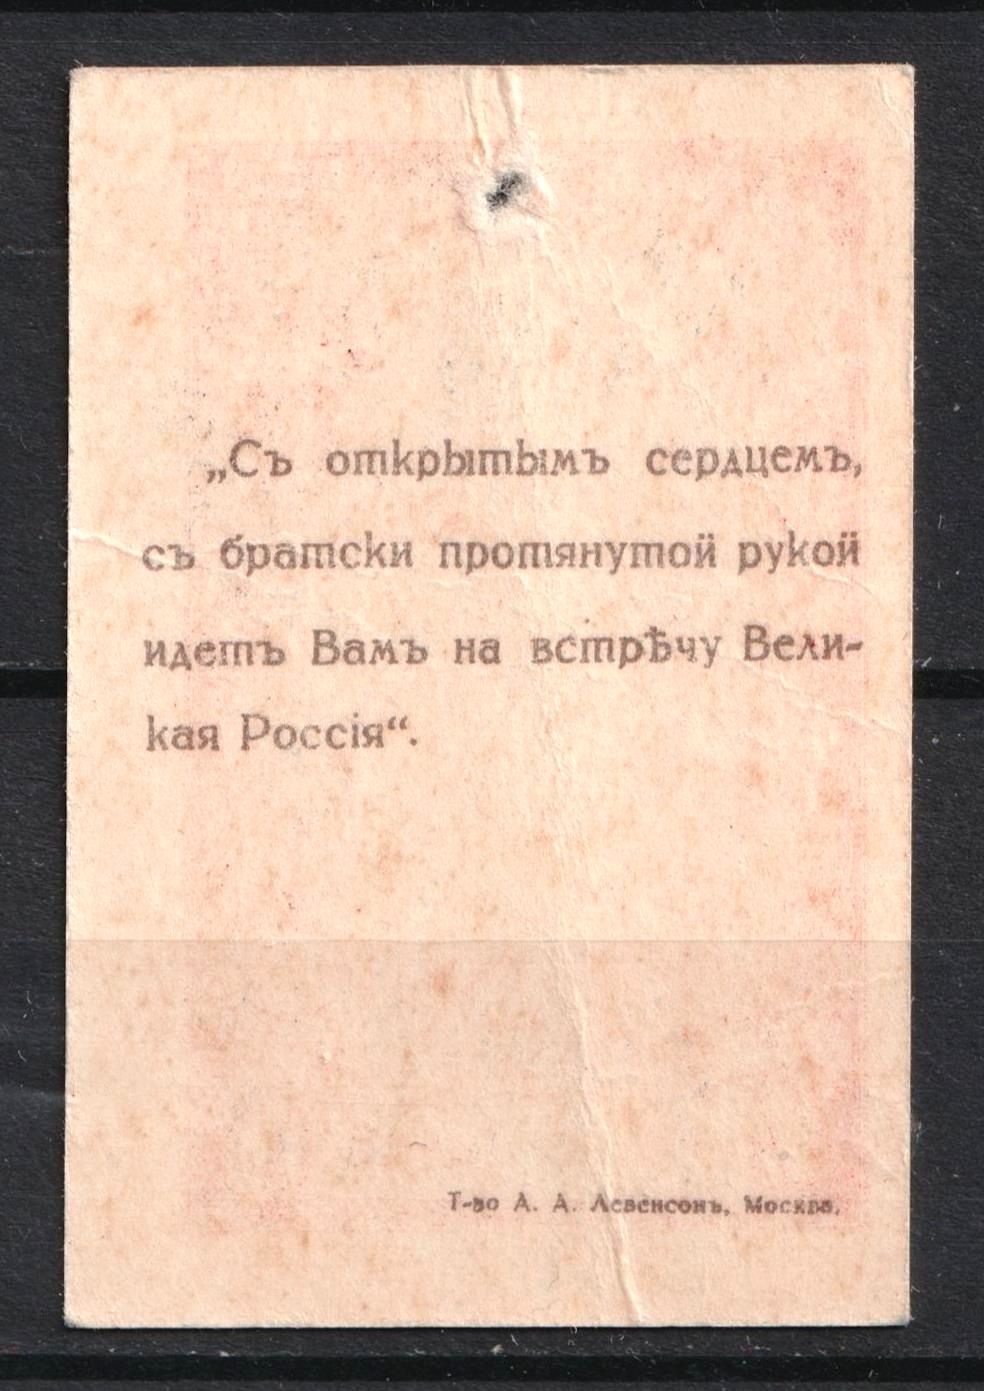 „Съ открытымъ сердцемъ,
съ братски протянутой рукой
идетъ Вамъ на встрѣчу Вели-
кая Россія“.
Т-во А. А. Левенсонъ, Москва.